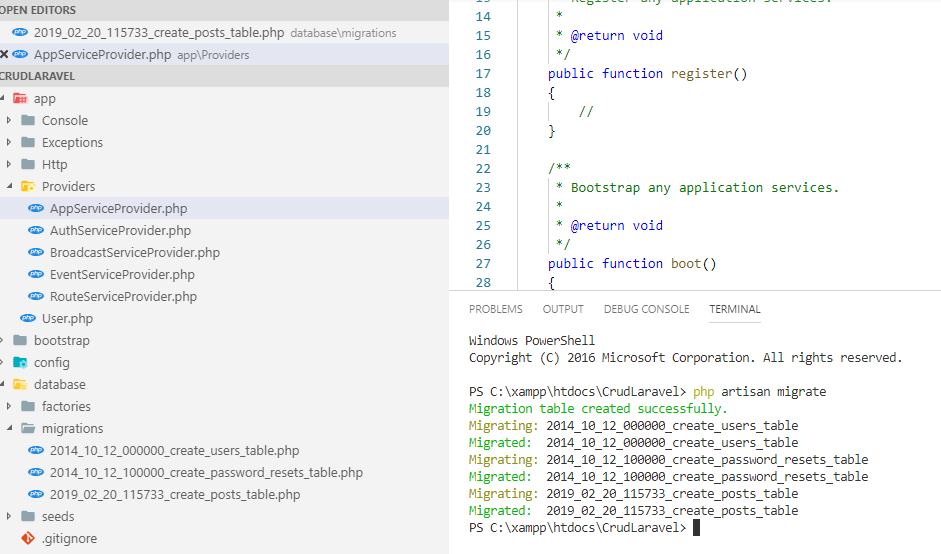 OPEN EDITORS
2019_02_20_115733_create_posts_table.php database\migrations
AppServiceProvider.php app\Providers
CRUDLARAVEL
app
Console
Exceptions
Http
Providers
php AppServiceProvider.php
php AuthServiceProvider.php
php BroadcastServiceProvider.php
php EventServiceProvider.php
php RouteServiceProvider.php
php User.php
bootstrap
config
database
factories
migrations
php 2014_10_12_000000_create_users_table.php
php 2014_10_12_100000_create_password_resets_table.php
php 2019_02_20_115733_create_posts_table.php
seeds
.gitignore
13 * Register any application services.
14 *
15 * @return void
16 */
17 public function register()
18 {
19 //
20 }
21
22 /**
23 * Bootstrap any application services.
24 *
25 * @return void
26 */
27 public function boot()
28 {
PROBLEMS OUTPUT DEBUG CONSOLE TERMINAL
Windows PowerShell
Copyright (C) 2016 Microsoft Corporation. All rights reserved.
PS C:\xampp\htdocs\CrudLaravel> php artisan migrate
Migration table created successfully.
Migrating: 2014_10_12_000000_create_users_table
Migrated: 2014_10_12_000000_create_users_table
Migrating: 2014_10_12_100000_create_password_resets_table
Migrated: 2014_10_12_100000_create_password_resets_table
Migrating: 2019_02_20_115733_create_posts_table
Migrated: 2019_02_20_115733_create_posts_table
PS C:\xampp\htdocs\CrudLaravel>